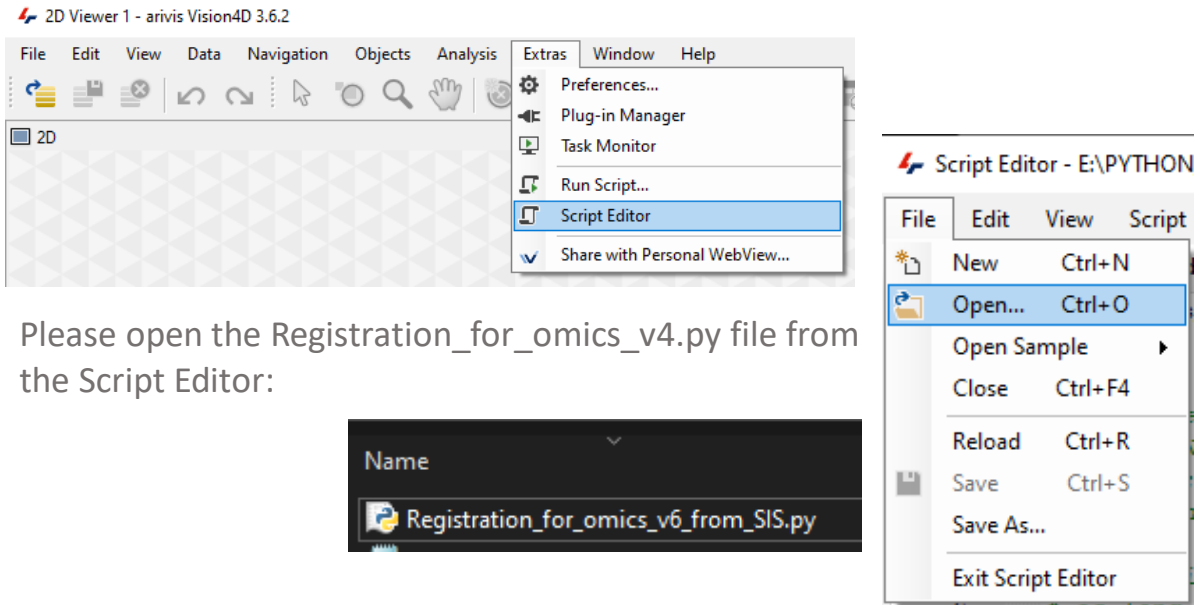 2D Viewer 1 - arivis Vision4D 3.6.2
File Edit View Data Navigation Objects Analysis Extras Window Help
Preferences...
Plug-in Manager
Task Monitor
Run Script...
Script Editor
Share with Personal WebView...
2D
Please open the Registration_for_omics_v4.py file from
the Script Editor:
Name
Registration_for_omics_v6_from_SIS.py
Script Editor - E:\PYTHON
File Edit View Script
New Ctrl+N
Open... Ctrl+O
Open Sample
Close Ctrl+F4
Reload Ctrl+R
Save Ctrl+S
Save As...
Exit Script Editor